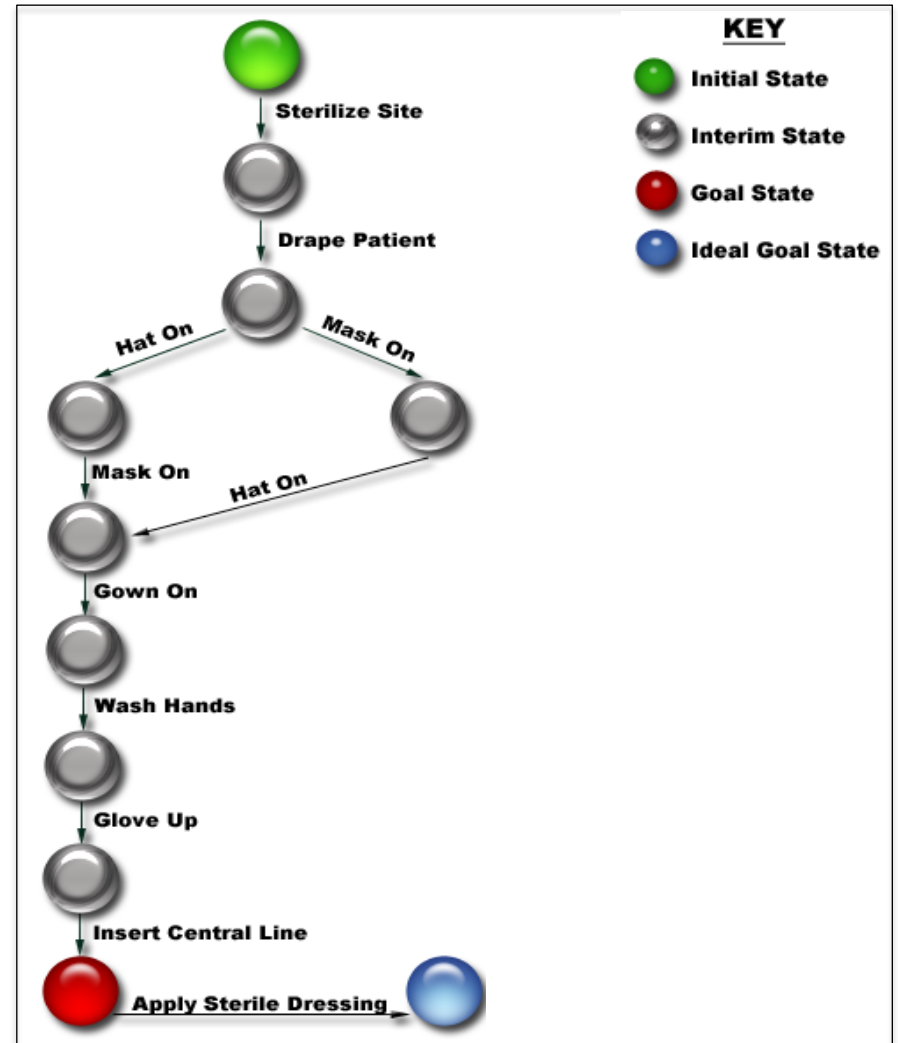 KEY
Initial State
Interim State
Goal State
Ideal Goal State
Sterilize Site
Drape Patient
Hat On
Mask On
Mask On
Hat On
Gown On
Wash Hands
Glove Up
Insert Central Line
Apply Sterile Dressing